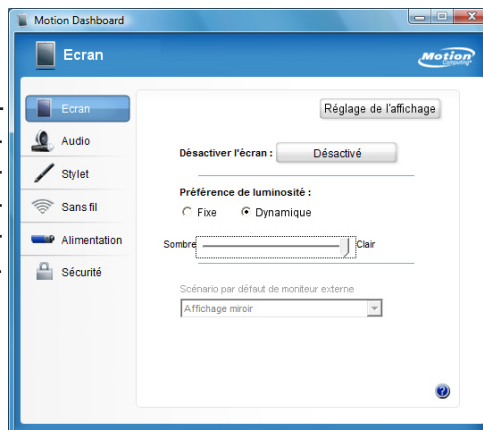 Motion Dashboard
Ecran
Motion
Computing
Ecran
Audio
Stylet
Sans fil
Alimentation
Sécurité
Réglage de l'affichage
Désactiver l'écran :
Désactivé
Préférence de luminosité :
Fixe
Dynamique
Sombre
Clair
Scénario par défaut de moniteur externe
Affichage miroir
?